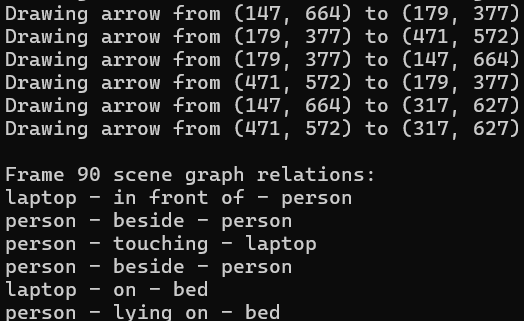 Drawing arrow from (147, 664) to (179, 377)
Drawing arrow from (179, 377) to (471, 572)
Drawing arrow from (179, 377) to (147, 664)
Drawing arrow from (471, 572) to (179, 377)
Drawing arrow from (147, 664) to (317, 627)
Drawing arrow from (471, 572) to (317, 627)
Frame 90 scene graph relations:
laptop - in front of - person
person - beside - person
person - touching - laptop
person - beside - person
laptop - on - bed
person - lying on - bed